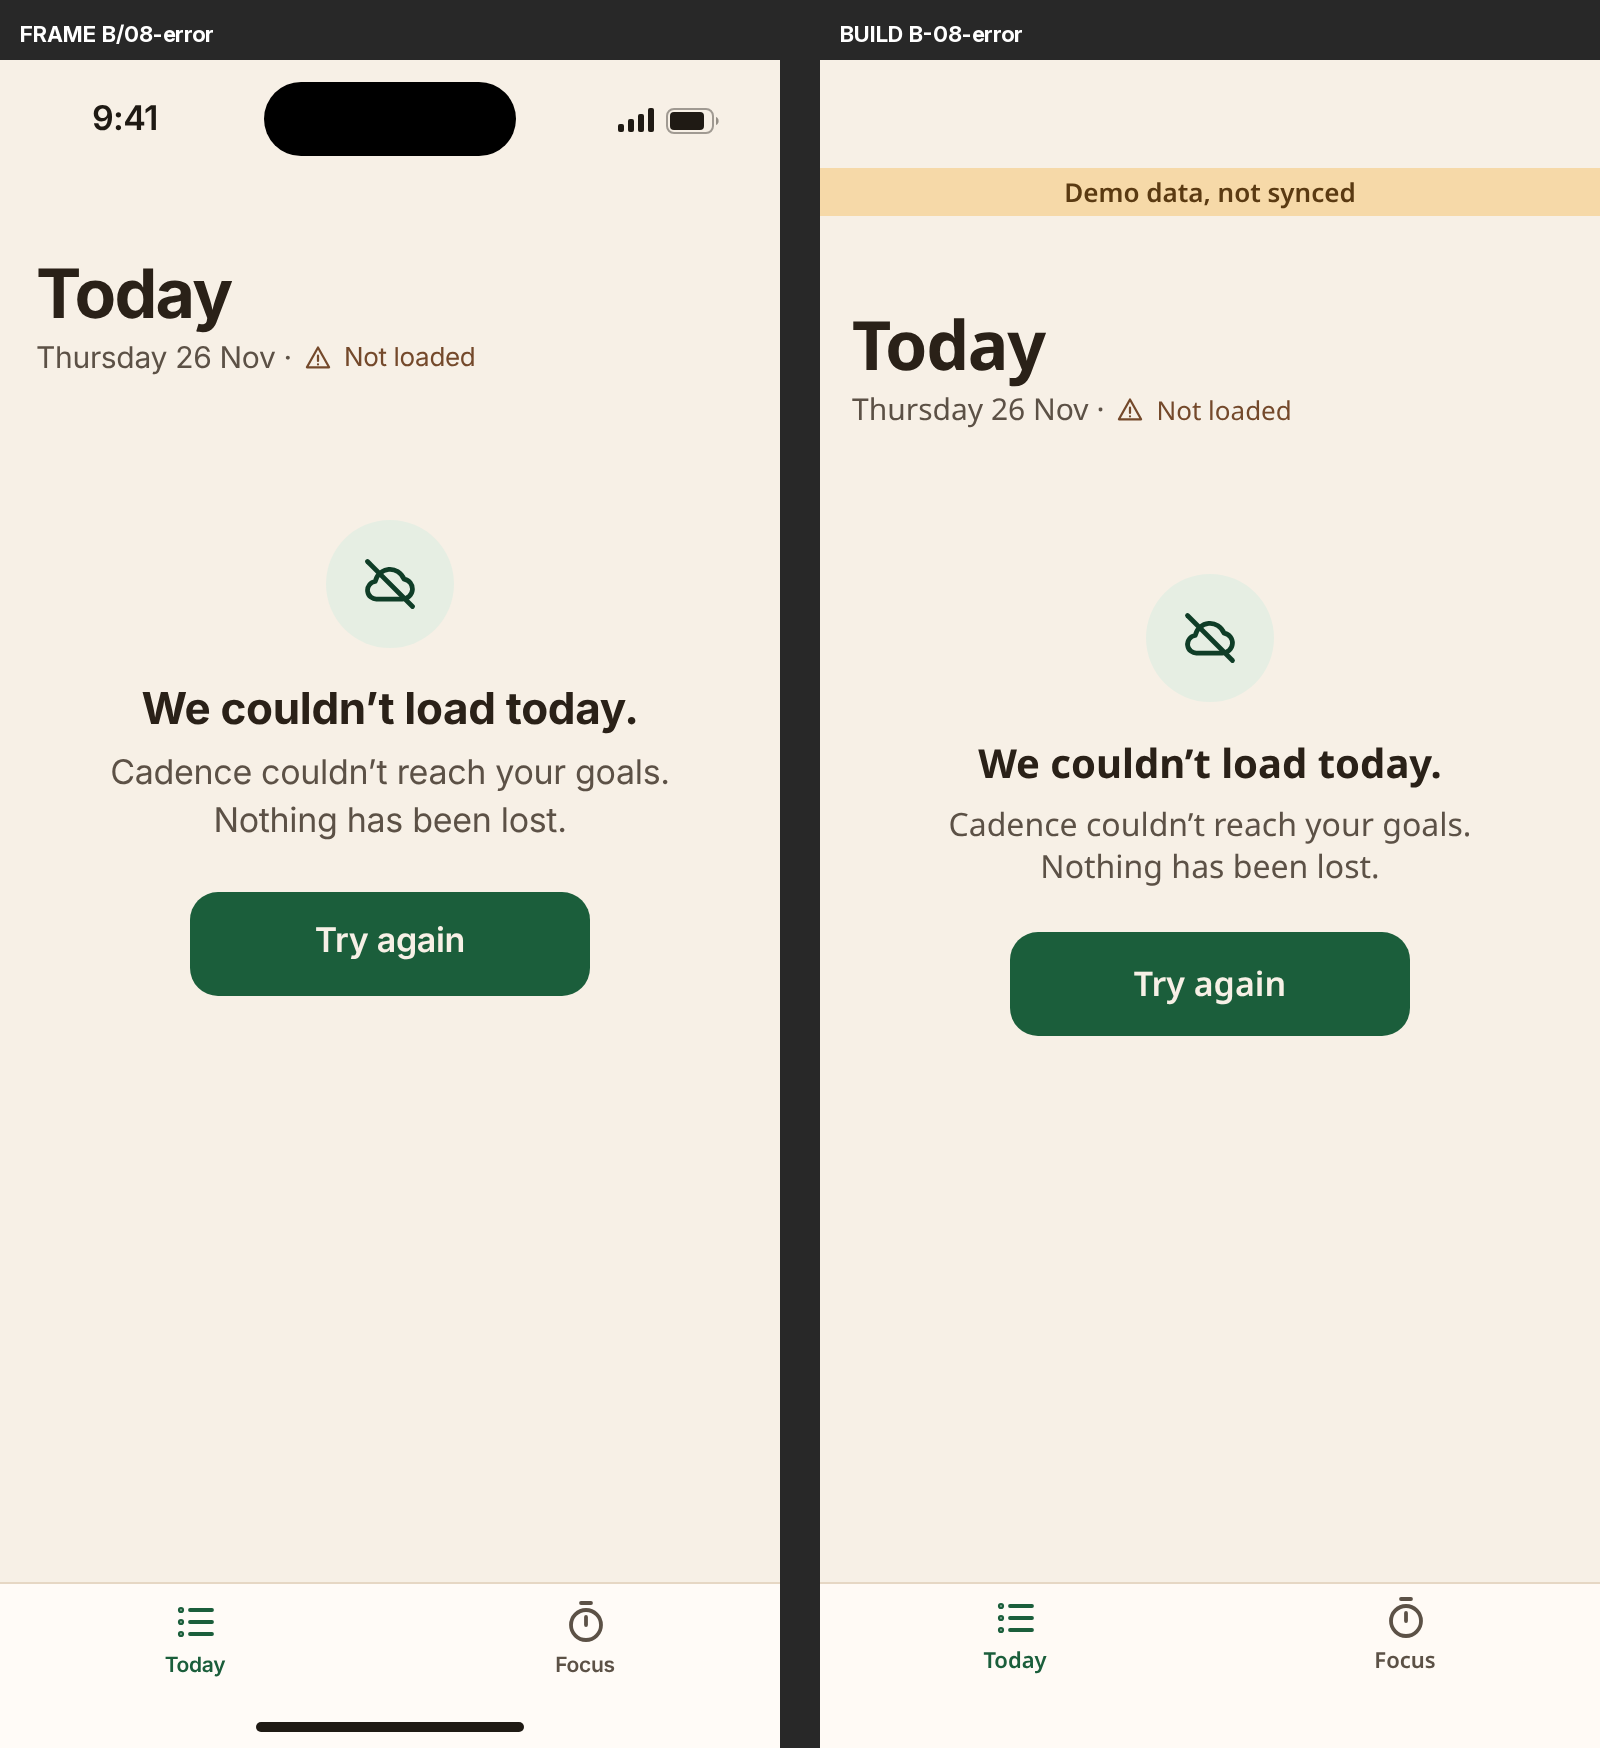 FRAME B/08-error
9:41
Today
Thursday 26 Nov · Not loaded
We couldn’t load today.
Cadence couldn’t reach your goals.
Nothing has been lost.
Try again
Today
Focus
BUILD B-08-error
Demo data, not synced
Today
Thursday 26 Nov · Not loaded
We couldn’t load today.
Cadence couldn’t reach your goals.
Nothing has been lost.
Try again
Today
Focus